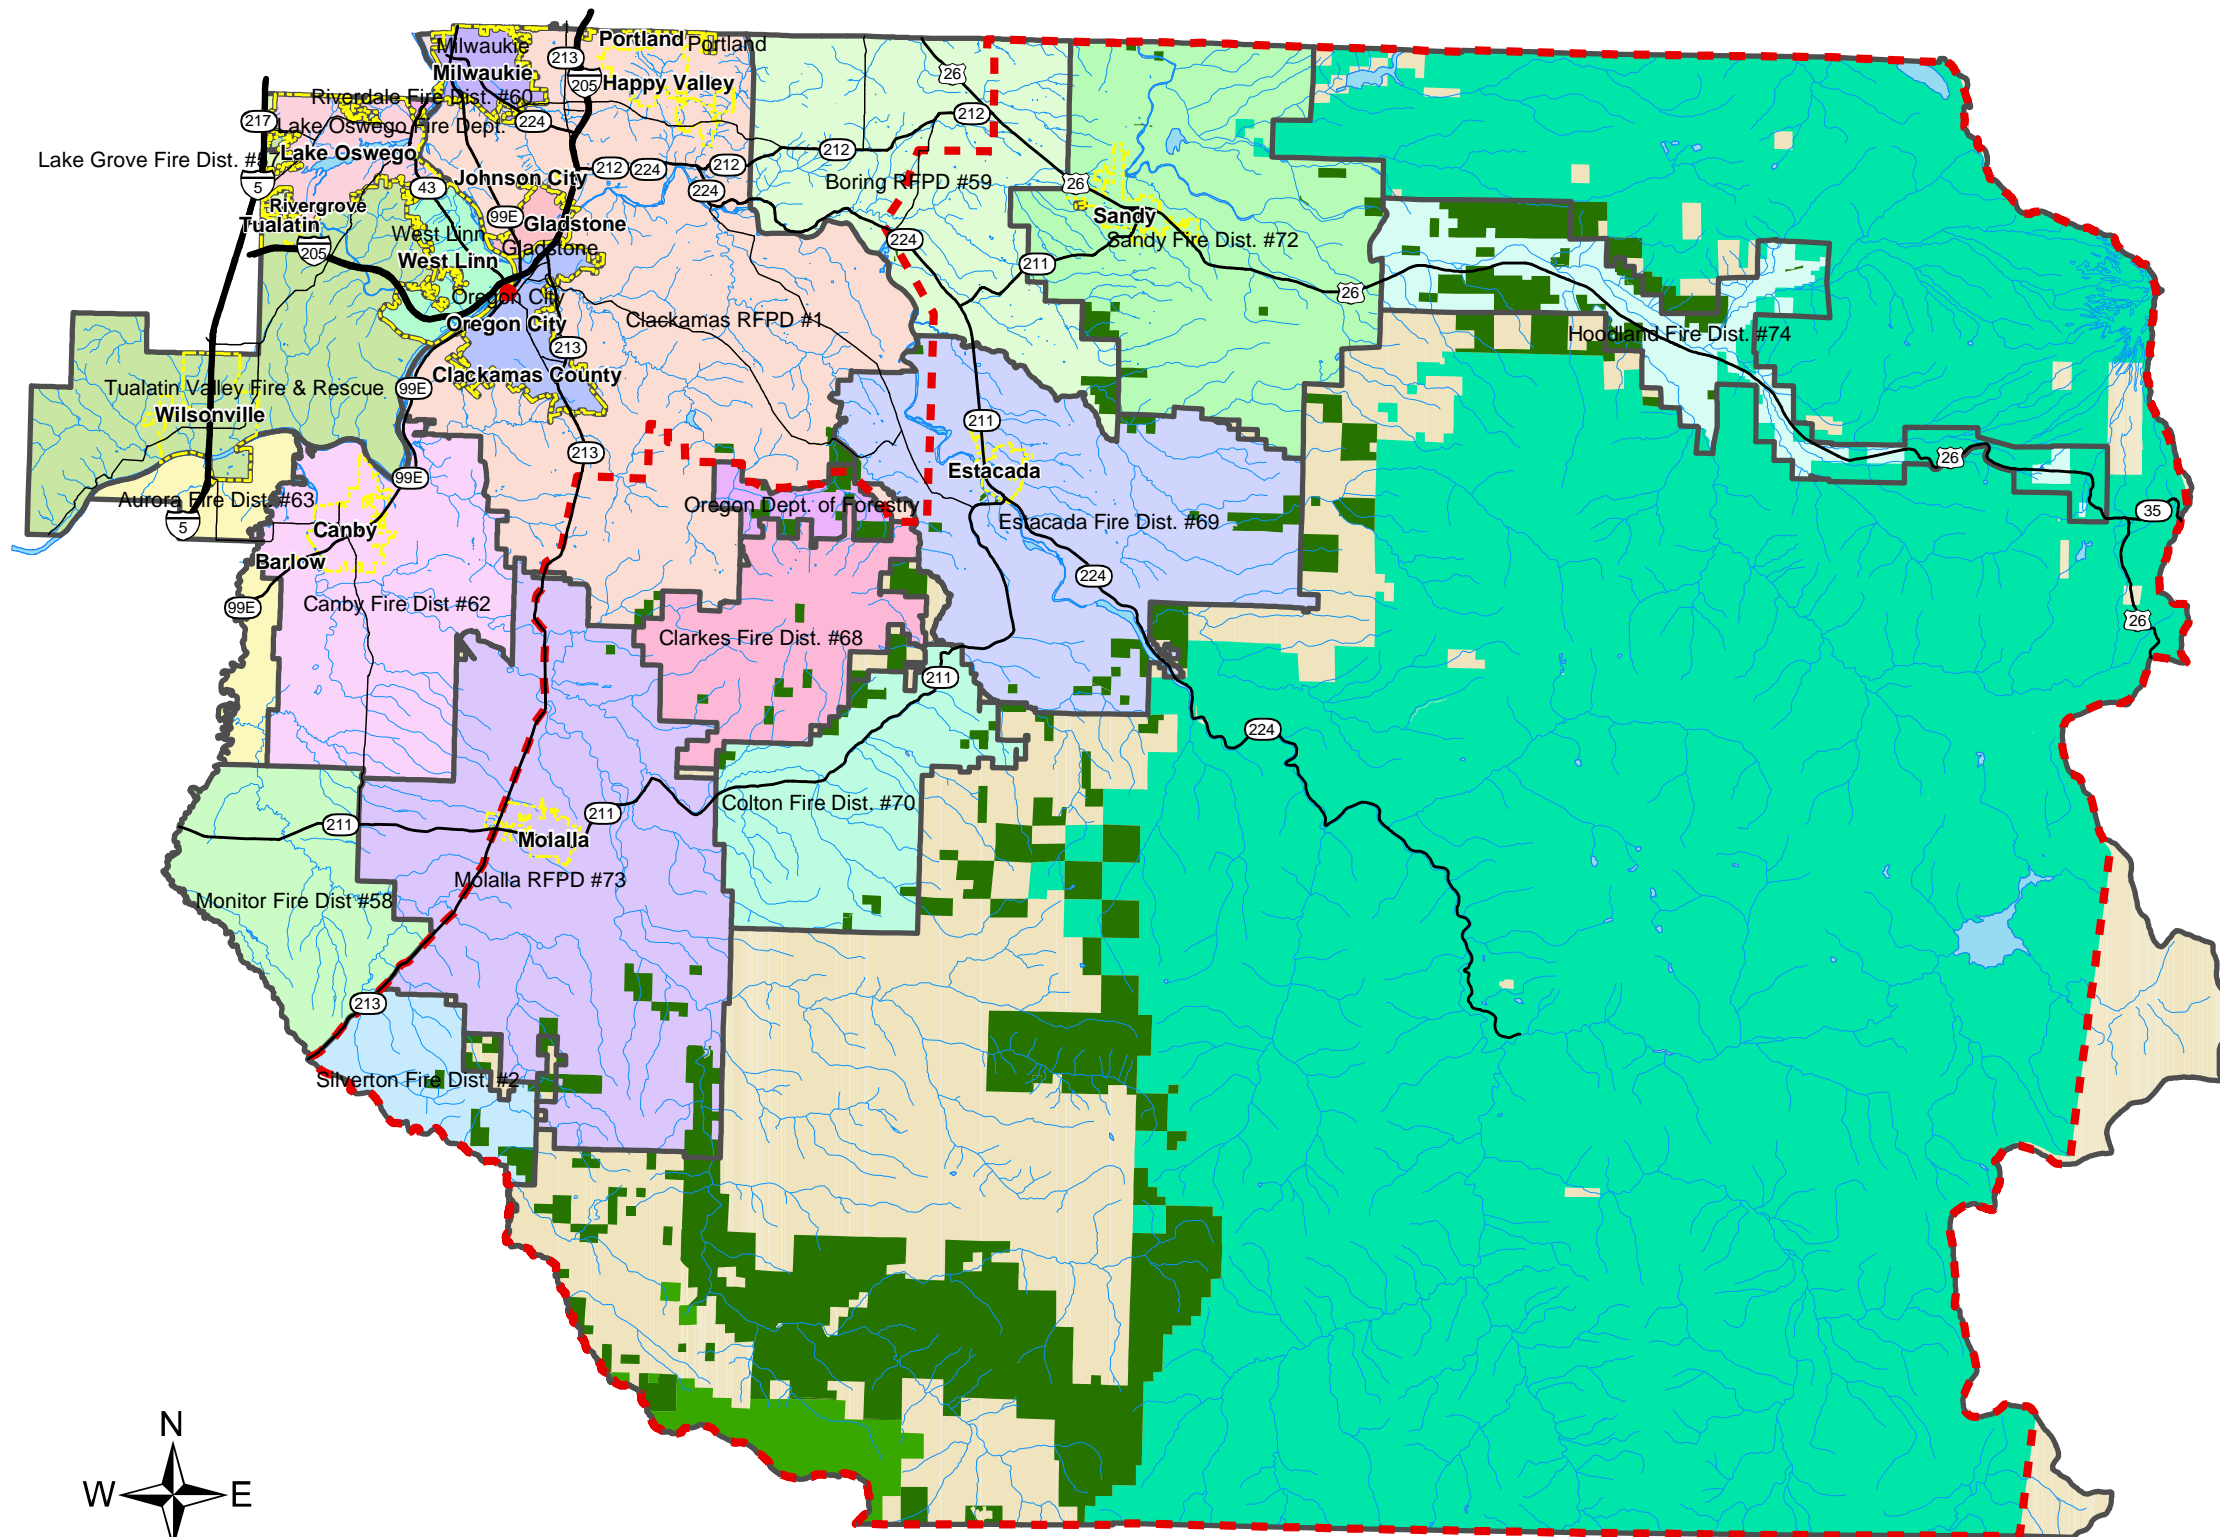 Portland
Portland
Milwaukie
Milwaukie
213
205
Happy Valley
26
Riverdale Fire Dist. #60
217
Lake Oswego Fire Dept.
224
212
Lake Grove Fire Dist. #57
Lake Oswego
212
5
43
Johnson City
212
224
212
224
Boring RFPD #59
26
Rivergrove
Tualatin
99E
Gladstone
Sandy
205
West Linn
Gladstone
224
Sandy Fire Dist. #72
West Linn
211
26
Oregon City
Oregon City
Clackamas RFPD #1
213
Hoodland Fire Dist. #74
Clackamas County
99E
Tualatin Valley Fire & Rescue
Wilsonville
211
213
26
99E
Estacada
Aurora Fire Dist. #63
5
Oregon Dept. of Forestry
Estacada Fire Dist. #69
35
Canby
Barlow
224
99E
Canby Fire Dist #62
26
Clarkes Fire Dist. #68
211
224
Colton Fire Dist. #70
211
211
Molalla
Molalla RFPD #73
Monitor Fire Dist #58
213
Silverton Fire Dist. #2
N
W
E